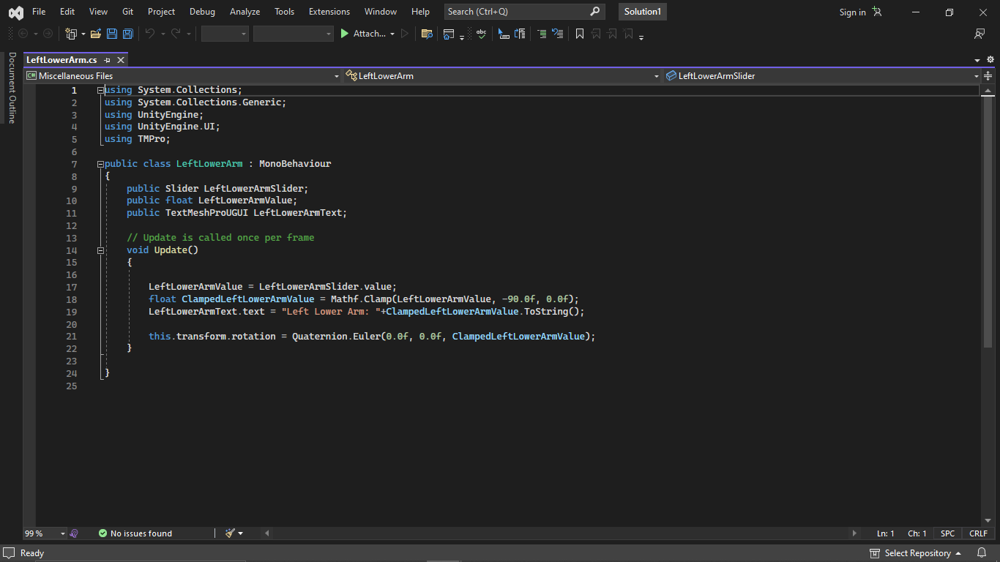 File Edit View Git Project Debug Analyze Tools Extensions Window Help Search (Ctrl+Q) Solution1 Sign in
Attach...
Document Outline
LeftLowerArm.cs
C# Miscellaneous Files LeftLowerArm LeftLowerArmSlider
1 using System.Collections;
2 using System.Collections.Generic;
3 using UnityEngine;
4 using UnityEngine.UI;
5 using TMPro;
6
7 public class LeftLowerArm : MonoBehaviour
8 {
9 public Slider LeftLowerArmSlider;
10 public float LeftLowerArmValue;
11 public TextMeshProUGUI LeftLowerArmText;
12
13 // Update is called once per frame
14 void Update()
15 {
16
17 LeftLowerArmValue = LeftLowerArmSlider.value;
18 float ClampedLeftLowerArmValue = Mathf.Clamp(LeftLowerArmValue, -90.0f, 0.0f);
19 LeftLowerArmText.text = "Left Lower Arm: "+ClampedLeftLowerArmValue.ToString();
20
21 this.transform.rotation = Quaternion.Euler(0.0f, 0.0f, ClampedLeftLowerArmValue);
22 }
23
24 }
25
99 % No issues found Ln: 1 Ch: 1 SPC CRLF
Ready Select Repository